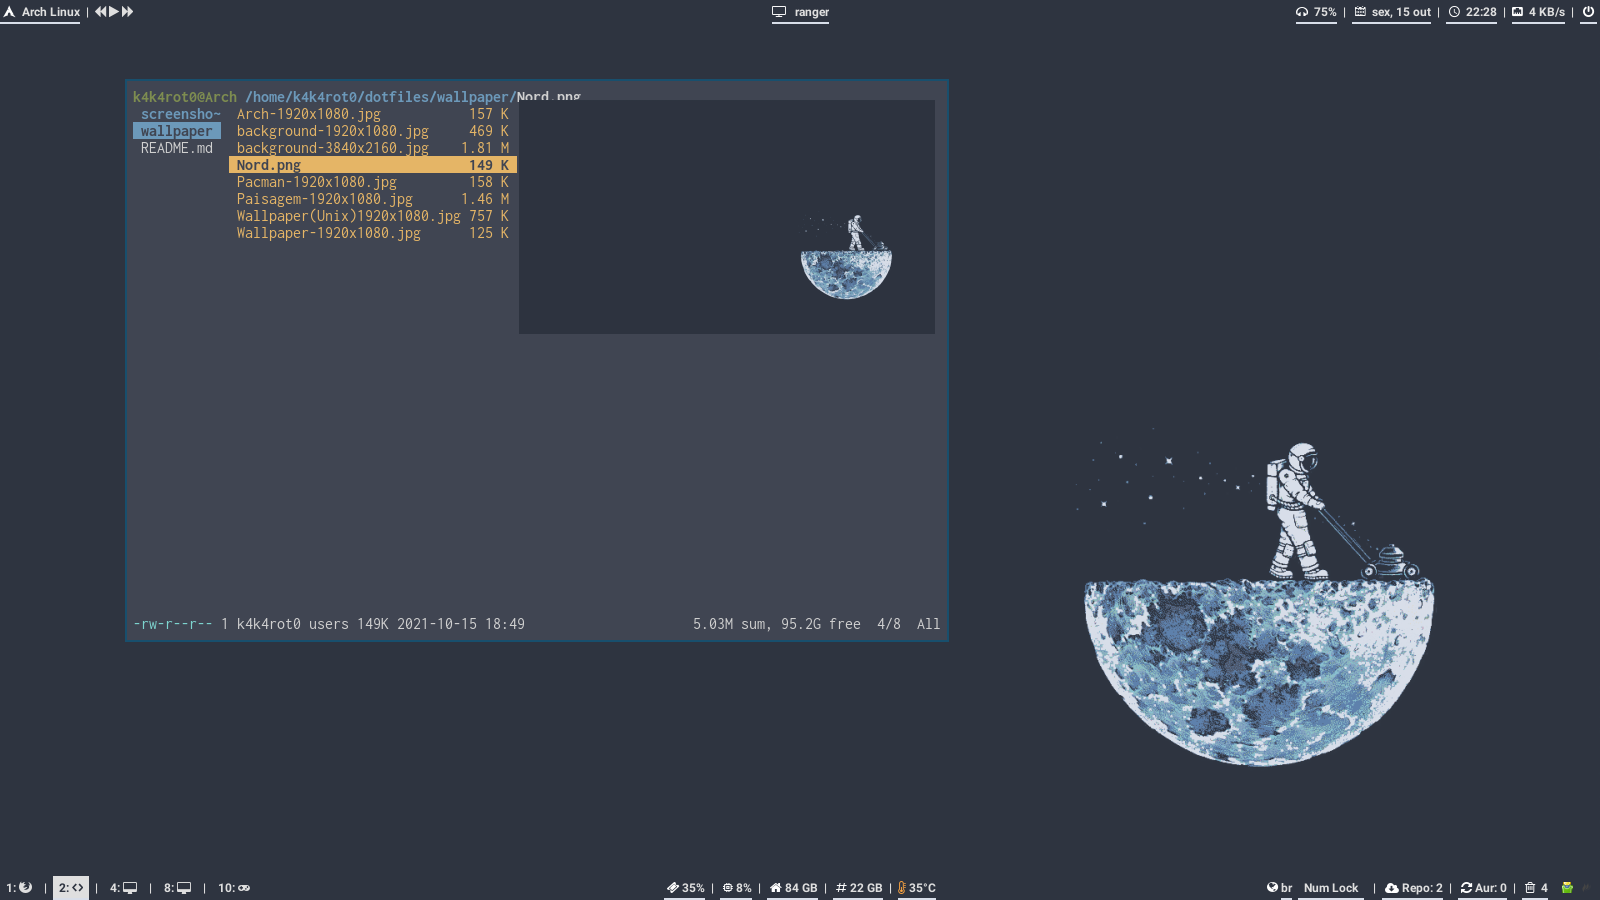 Arch Linux |
ranger
75% | sex, 15 out | 22:28 | 4 KB/s |
k4k4rot0@Arch /home/k4k4rot0/dotfiles/wallpaper/Nord.png
screensho~ Arch-1920x1080.jpg 157 K
wallpaper background-1920x1080.jpg 469 K
README.md background-3840x2160.jpg 1.81 M
Nord.png 149 K
Pacman-1920x1080.jpg 158 K
Paisagem-1920x1080.jpg 1.46 M
Wallpaper(Unix)1920x1080.jpg 757 K
Wallpaper-1920x1080.jpg 125 K
-rw-r--r-- 1 k4k4rot0 users 149K 2021-10-15 18:49 5.03M sum, 95.2G free 4/8 All
1: | 2: | 4: | 8: | 10:
35% | 8% | 84 GB | # 22 GB | 35°C
br Num Lock | Repo: 2 | Aur: 0 | 4